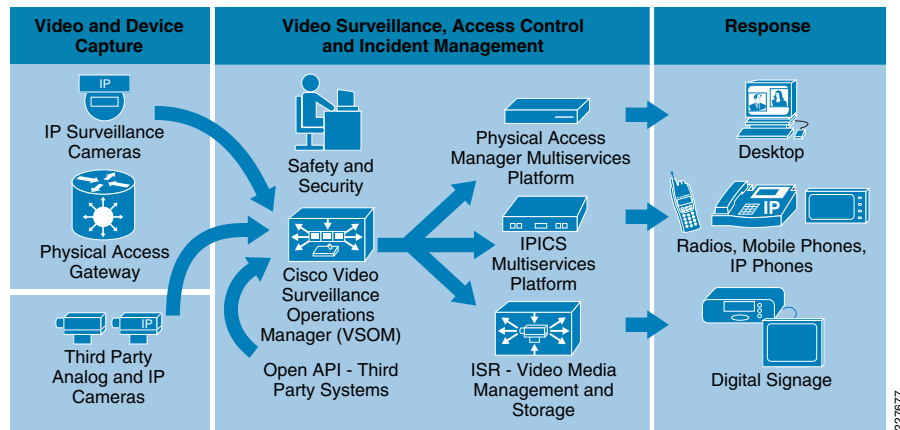 Video and Device
Capture
Video Surveillance, Access Control
and Incident Management
Response
IP
IP Surveillance
Cameras
Physical Access
Gateway
IP
Third Party
Analog and IP
Cameras
Safety and
Security
Cisco Video
Surveillance
Operations
Manager (VSOM)
Open API - Third
Party Systems
Physical Access
Manager Multiservices
Platform
IPICS
Multiservices
Platform
ISR - Video Media
Management and
Storage
Desktop
IP
Radios, Mobile Phones,
IP Phones
Digital Signage
227677